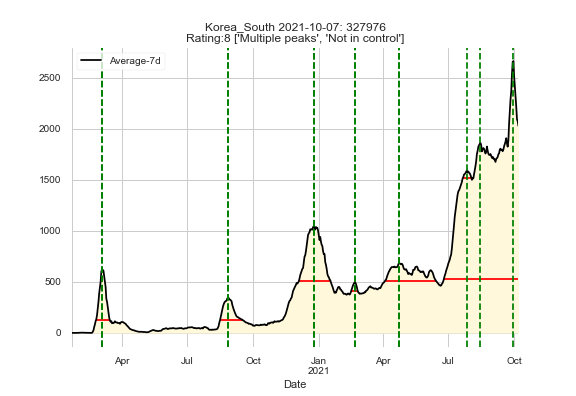 Korea_South 2021-10-07: 327976
Rating:8 ['Multiple peaks', 'Not in control']
Average-7d
2500
2000
1500
1000
500
0
Apr
Jul
Oct
Jan
2021
Apr
Jul
Oct
Date